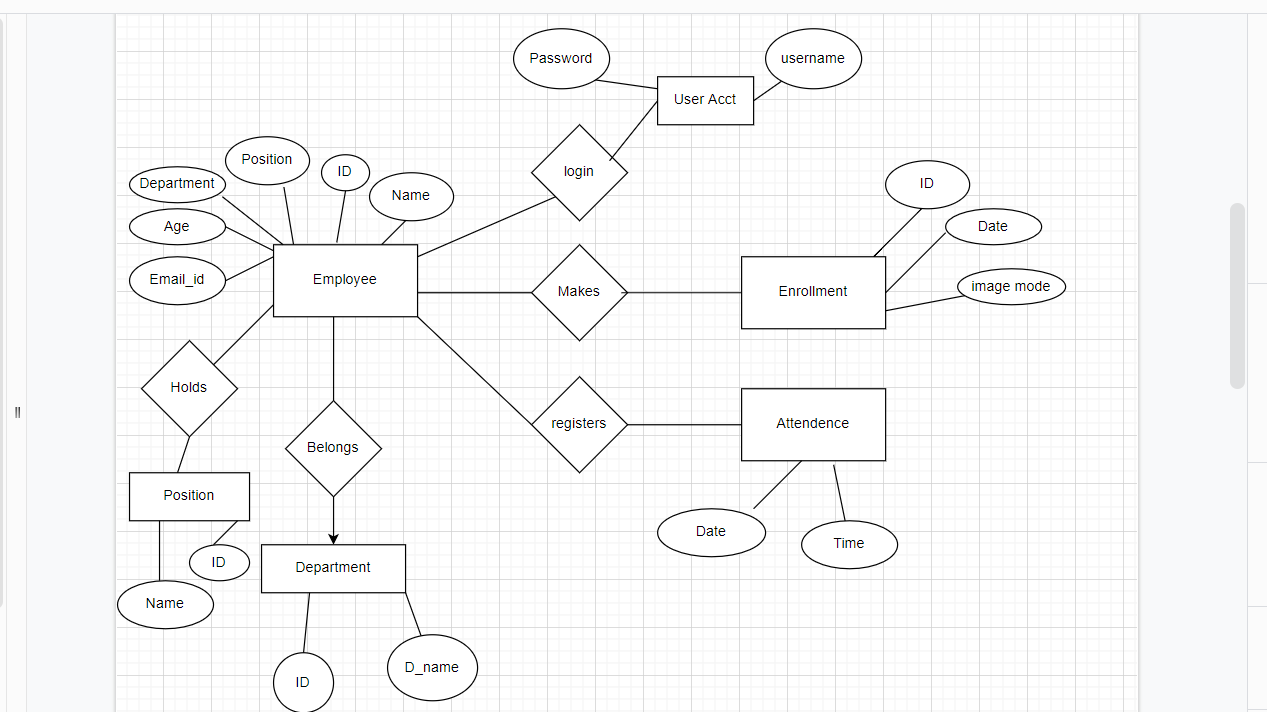 Password
username
User Acct
login
Position
ID
Department
Name
Age
Email_id
Employee
Makes
Enrollment
ID
Date
image mode
Holds
Belongs
registers
Attendence
Position
Date
Time
ID
Name
Department
ID
D_name